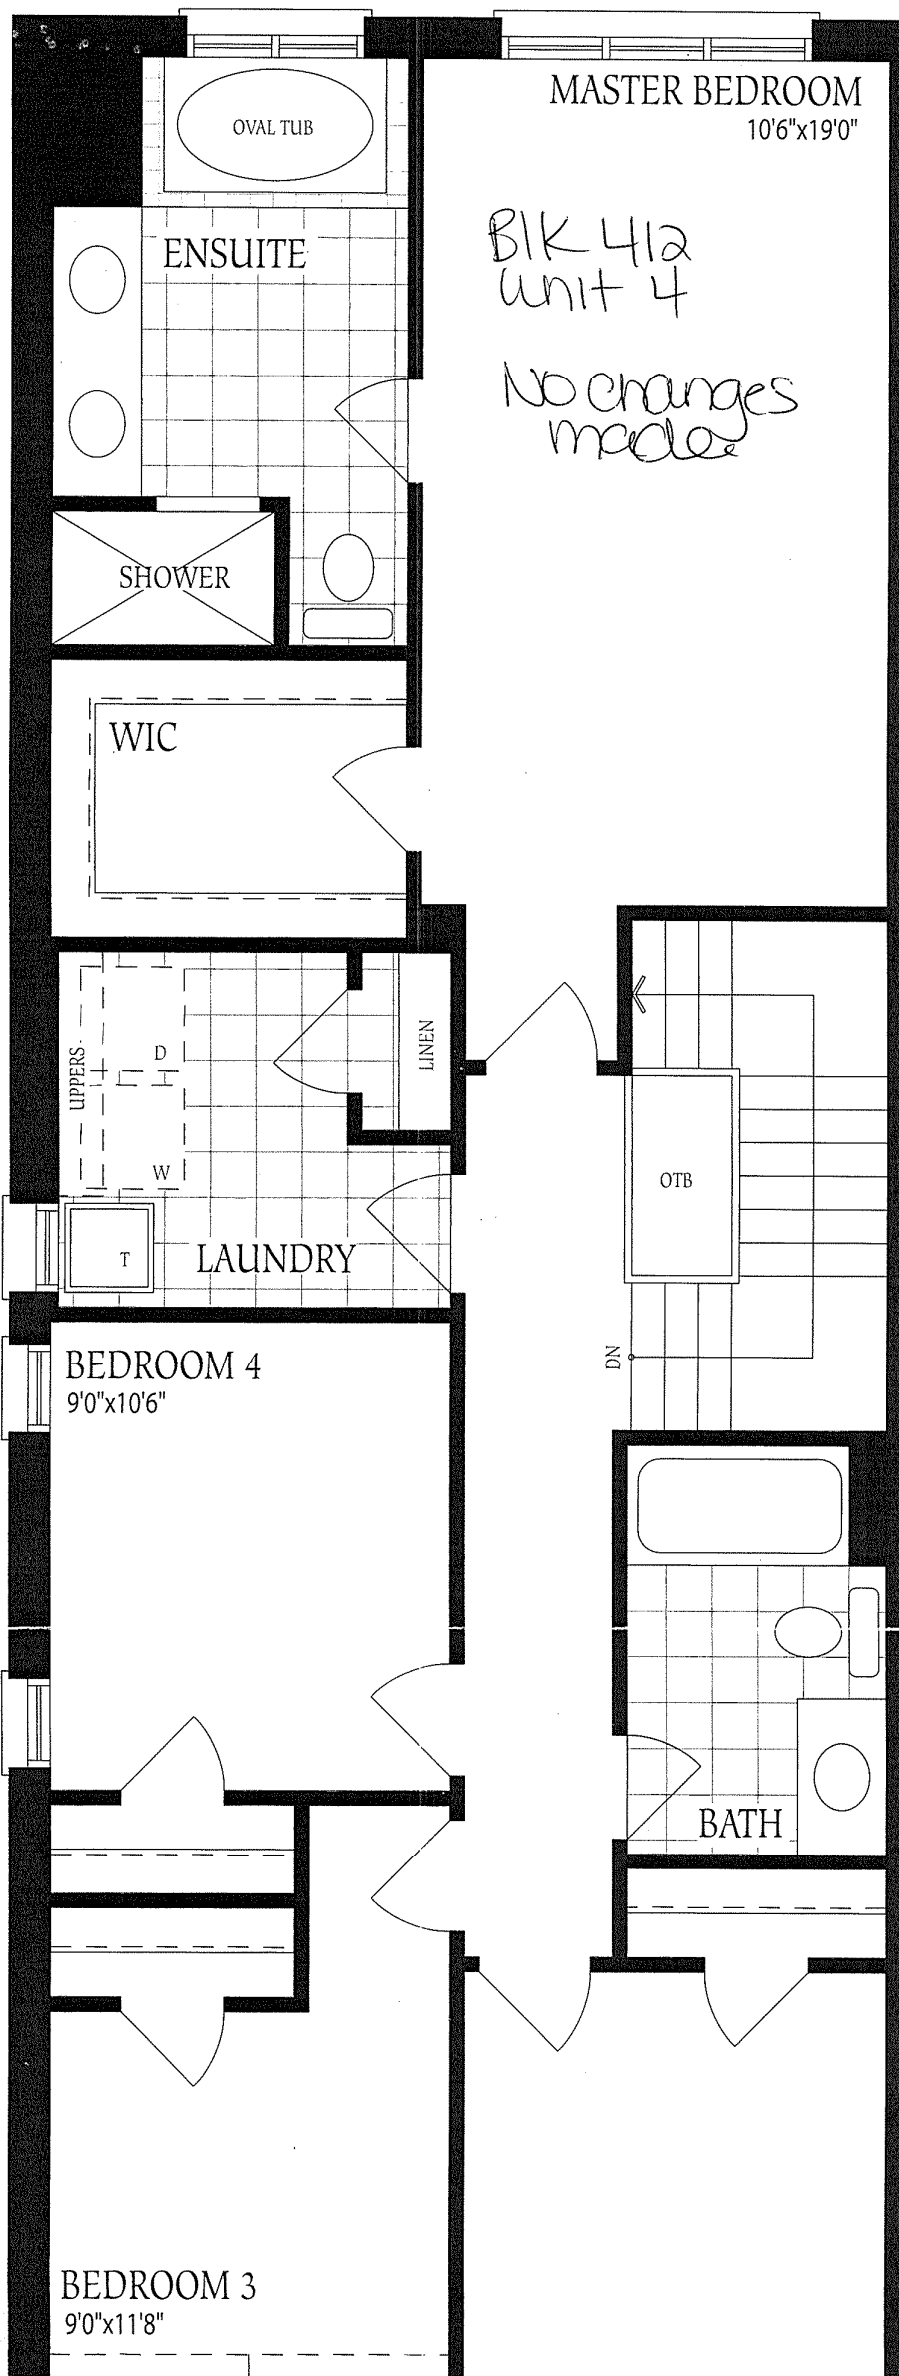 MASTER BEDROOM
10'6"x19'0"
OVAL TUB
ENSUITE
Blk 412
Unit 4
No changes
made
SHOWER
WIC
UPPERS
D
W
LINEN
T
LAUNDRY
OTB
DN
BEDROOM 4
9'0"x10'6"
BATH
BEDROOM 3
9'0"x11'8"